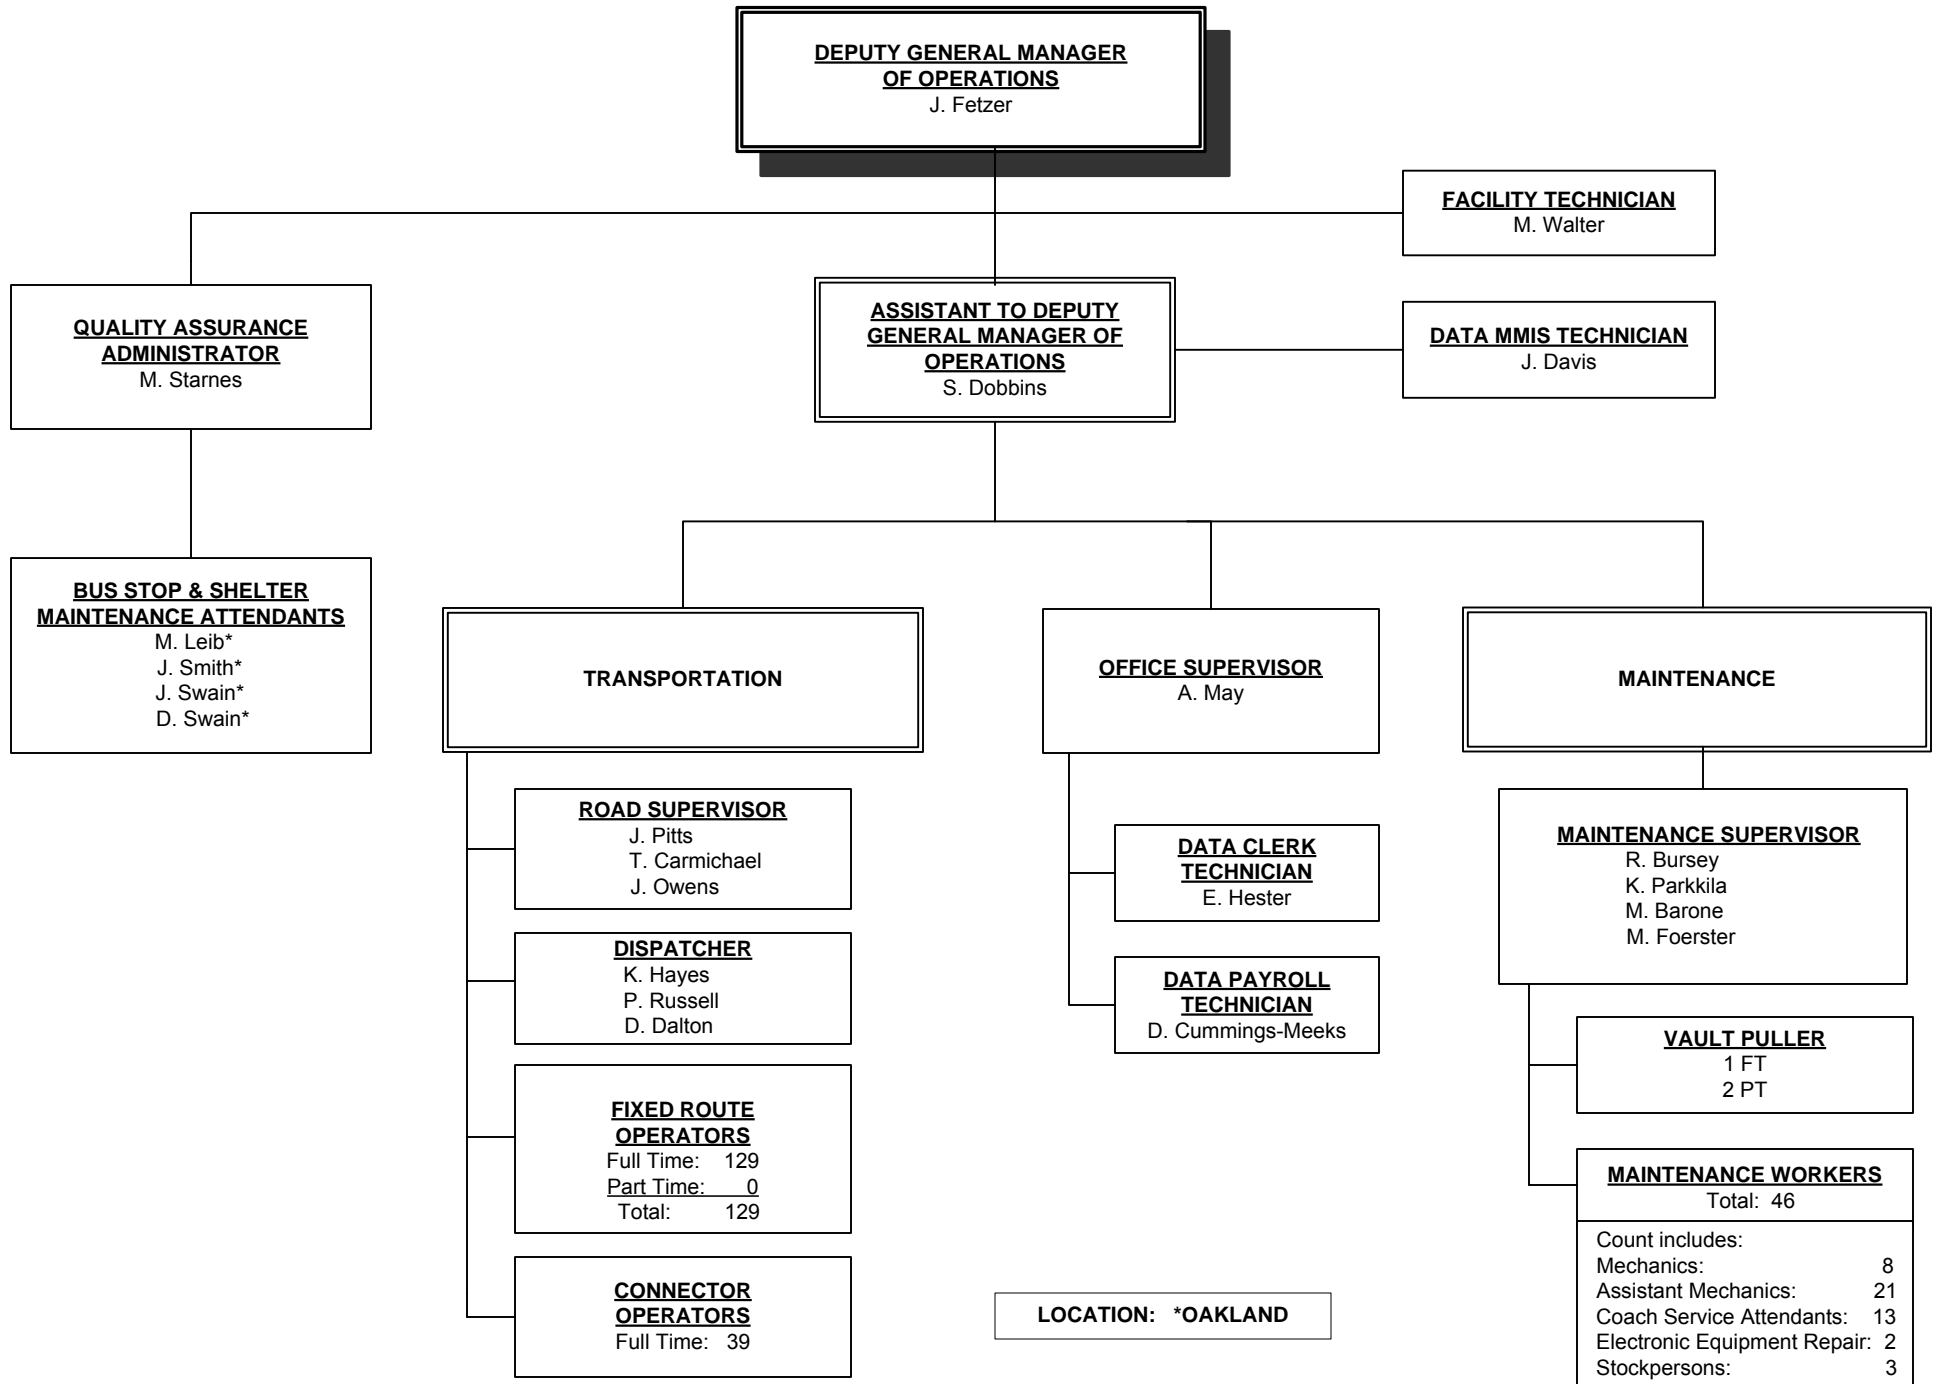 DEPUTY GENERAL MANAGER
OF OPERATIONS
J. Fetzer
FACILITY TECHNICIAN
M. Walter
QUALITY ASSURANCE
ADMINISTRATOR
M. Starnes
ASSISTANT TO DEPUTY
GENERAL MANAGER OF
OPERATIONS
S. Dobbins
DATA MMIS TECHNICIAN
J. Davis
BUS STOP & SHELTER
MAINTENANCE ATTENDANTS
M. Leib*
J. Smith*
J. Swain*
D. Swain*
TRANSPORTATION
OFFICE SUPERVISOR
A. May
MAINTENANCE
ROAD SUPERVISOR
J. Pitts
T. Carmichael
J. Owens
DISPATCHER
K. Hayes
P. Russell
D. Dalton
FIXED ROUTE
OPERATORS
Full Time: 129
Part Time: 0
Total: 129
CONNECTOR
OPERATORS
Full Time: 39
DATA CLERK
TECHNICIAN
E. Hester
DATA PAYROLL
TECHNICIAN
D. Cummings-Meeks
MAINTENANCE SUPERVISOR
R. Bursey
K. Parkkila
M. Barone
M. Foerster
VAULT PULLER
1 FT
2 PT
MAINTENANCE WORKERS
Total: 46
Count includes:
Mechanics: 8
Assistant Mechanics: 21
Coach Service Attendants: 13
Electronic Equipment Repair: 2
Stockpersons: 3
LOCATION: *OAKLAND